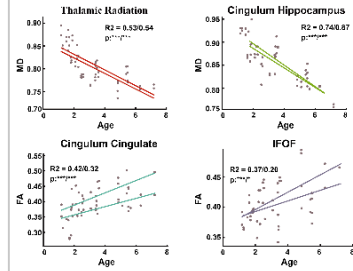 Thalamic Radiation
R2 = 0.53/0.54
p:***/***
MD
0.90
0.85
0.80
0.75
0.70
0 2 4 6 8
Age
Cingulum Hippocampus
R2 = 0.74/0.87
p:***/***
MD
0.95
0.90
0.85
0.80
0.75
0 2 4 6 8
Age
Cingulum Cingulate
R2 = 0.42/0.32
p:***/***
FA
0.50
0.45
0.40
0.35
0.30
0 2 4 6 8
Age
IFOF
R2 = 0.37/0.20
FA
0.45
0.40
0.35
0 2 4 6 8
Age